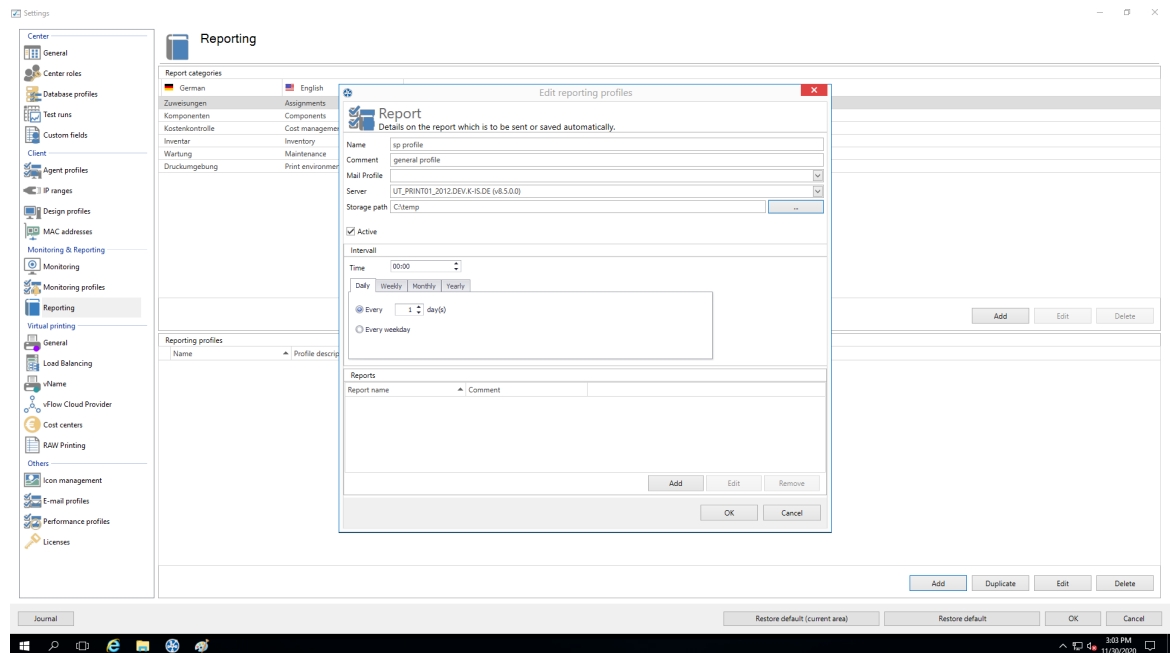 Settings
Center
General
Center roles
Database profiles
Test runs
Custom fields
Client
Agent profiles
IP ranges
Design profiles
MAC addresses
Monitoring & Reporting
Monitoring
Monitoring profiles
Reporting
Virtual printing
General
Load Balancing
vName
vFlow Cloud Provider
Cost centers
RAW Printing
Others
Icon management
E-mail profiles
Performance profiles
Licenses
Reporting
Report categories
German English
Zuweisungen Assignments
Komponenten Components
Kostenkontrolle Cost manageme
Inventar Inventory
Wartung Maintenance
Druckumgebung Print environmer
Add Edit Delete
Reporting profiles
Name Profile descrip
Edit reporting profiles
Report
Details on the report which is to be sent or saved automatically.
Name sp profile
Comment general profile
Mail Profile
Server UT_PRINT01_2012.DEV.K-IS.DE (v8.5.0.0)
Storage path C:\temp ...
Active
Intervall
Time 00:00
Daily Weekly Monthly Yearly
Every 1 day(s)
Every weekday
Reports
Report name Comment
Add Edit Remove
OK Cancel
Add Duplicate Edit Delete
Journal Restore default (current area) Restore default OK Cancel
3:03 PM
11/30/2020